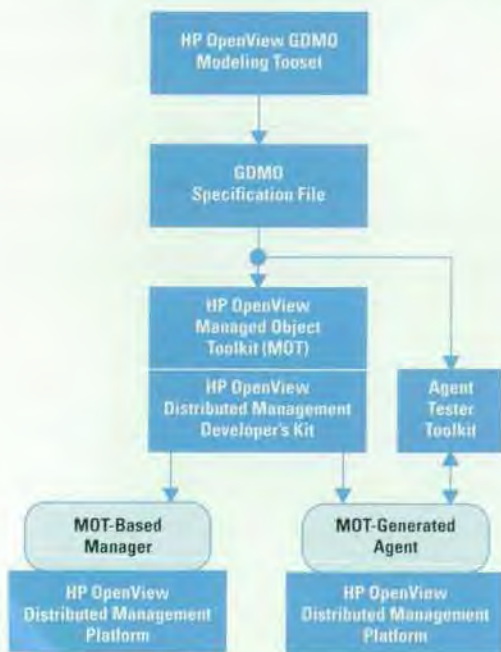 HP OpenView GDMO
Modeling Tooset
GDMO
Specification File
HP OpenView
Managed Object
Toolkit (MOT)
HP OpenView
Distributed Management
Developer's Kit
Agent
Tester
Toolkit
MOT-Based
Manager
MOT-Generated
Agent
HP OpenView
Distributed Management
Platform
HP OpenView
Distributed Management
Platform